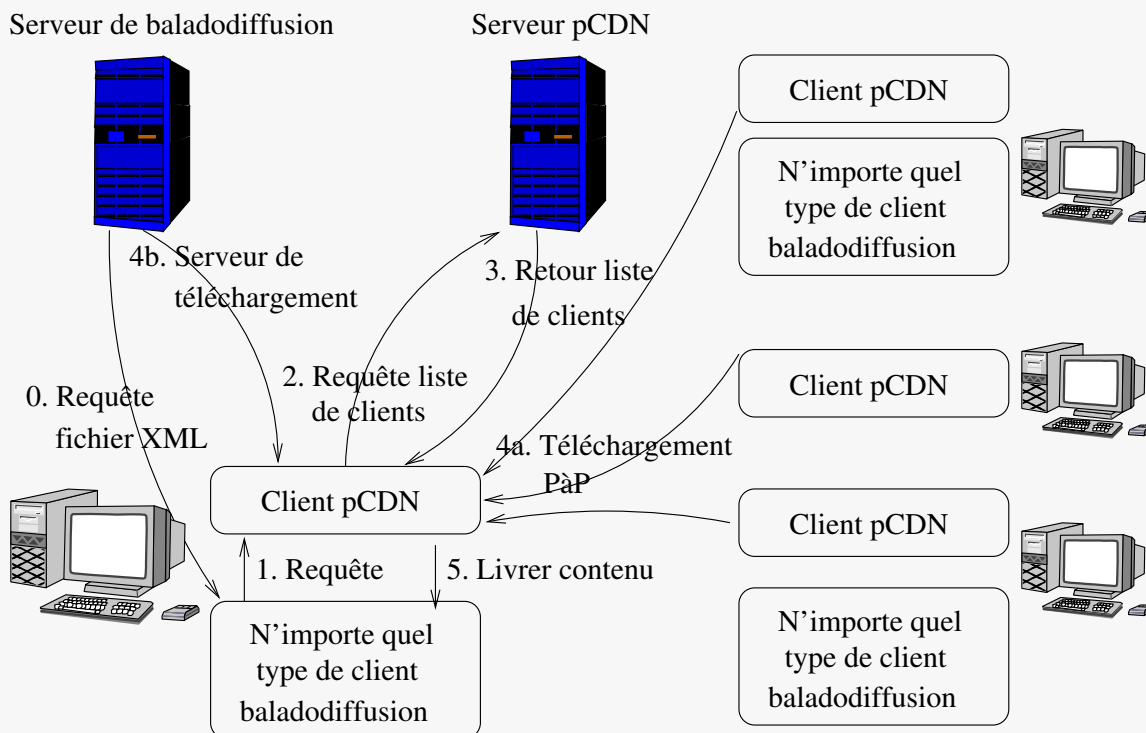 Serveur de baladodiffusion
Serveur pCDN
Client pCDN
N'importe quel
type de client
baladodiffusion
4b. Serveur de
téléchargement
3. Retour liste
de clients
2. Requête liste
de clients
Client pCDN
0. Requête
fichier XML
4a. Téléchargement
PàP
Client pCDN
Client pCDN
1. Requête
5. Livrer contenu
N'importe quel
type de client
baladodiffusion
N'importe quel
type de client
baladodiffusion